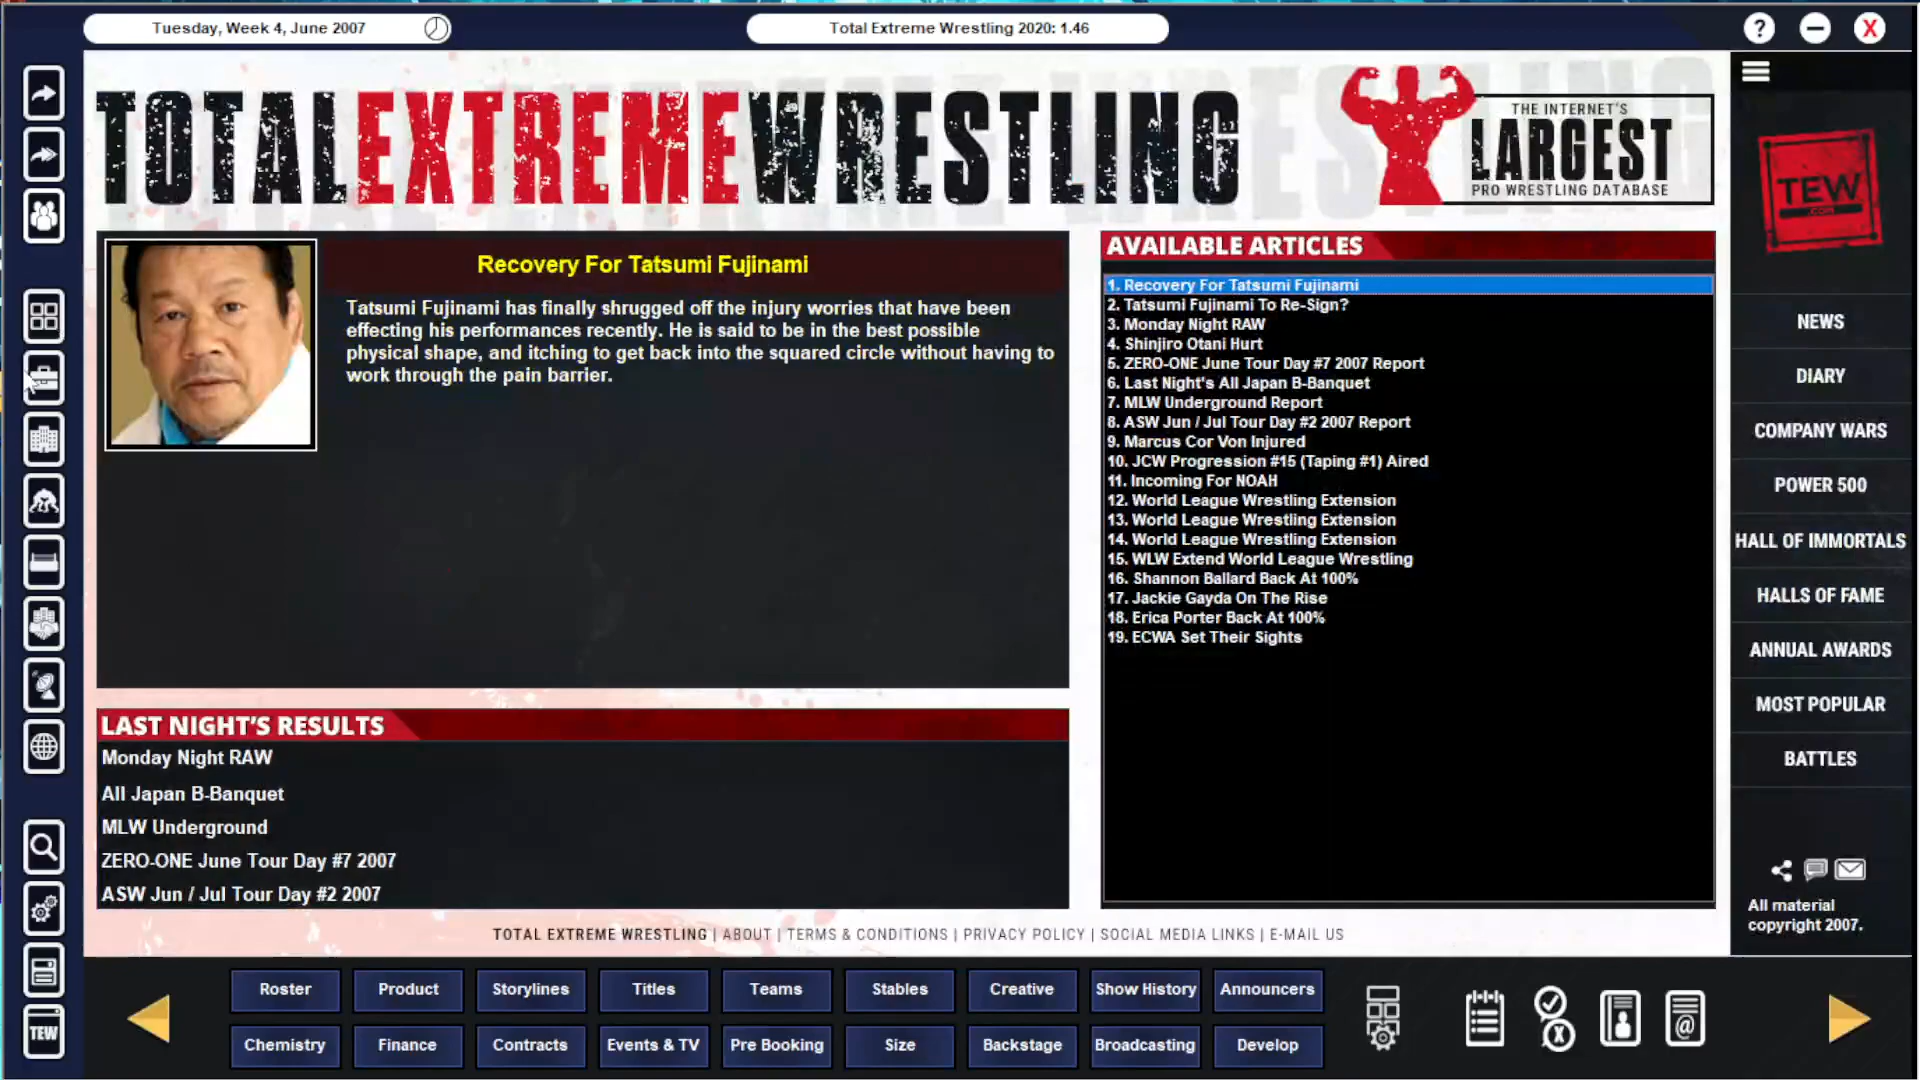 Tuesday, Week 4, June 2007
Total Extreme Wrestling 2020: 1.46
?
X
TOTALEXTREMEWRESTLING
THE INTERNET'S
LARGEST
PRO WRESTLING DATABASE
TEW
.com
Recovery For Tatsumi Fujinami
Tatsumi Fujinami has finally shrugged off the injury worries that have been
effecting his performances recently. He is said to be in the best possible
physical shape, and itching to get back into the squared circle without having to
work through the pain barrier.
AVAILABLE ARTICLES
1. Recovery For Tatsumi Fujinami
2. Tatsumi Fujinami To Re-Sign?
3. Monday Night RAW
4. Shinjiro Otani Hurt
5. ZERO-ONE June Tour Day #7 2007 Report
6. Last Night's All Japan B-Banquet
7. MLW Underground Report
8. ASW Jun / Jul Tour Day #2 2007 Report
9. Marcus Cor Von Injured
10. JCW Progression #15 (Taping #1) Aired
11. Incoming For NOAH
12. World League Wrestling Extension
13. World League Wrestling Extension
14. World League Wrestling Extension
15. WLW Extend World League Wrestling
16. Shannon Ballard Back At 100%
17. Jackie Gayda On The Rise
18. Erica Porter Back At 100%
19. ECWA Set Their Sights
NEWS
DIARY
COMPANY WARS
POWER 500
HALL OF IMMORTALS
HALLS OF FAME
ANNUAL AWARDS
MOST POPULAR
BATTLES
All material
copyright 2007.
LAST NIGHT'S RESULTS
Monday Night RAW
All Japan B-Banquet
MLW Underground
ZERO-ONE June Tour Day #7 2007
ASW Jun / Jul Tour Day #2 2007
TOTAL EXTREME WRESTLING | ABOUT | TERMS & CONDITIONS | PRIVACY POLICY | SOCIAL MEDIA LINKS | E-MAIL US
Roster Product Storylines Titles Teams Stables Creative Show History Announcers
Chemistry Finance Contracts Events & TV Pre Booking Size Backstage Broadcasting Develop
TEW
X
@